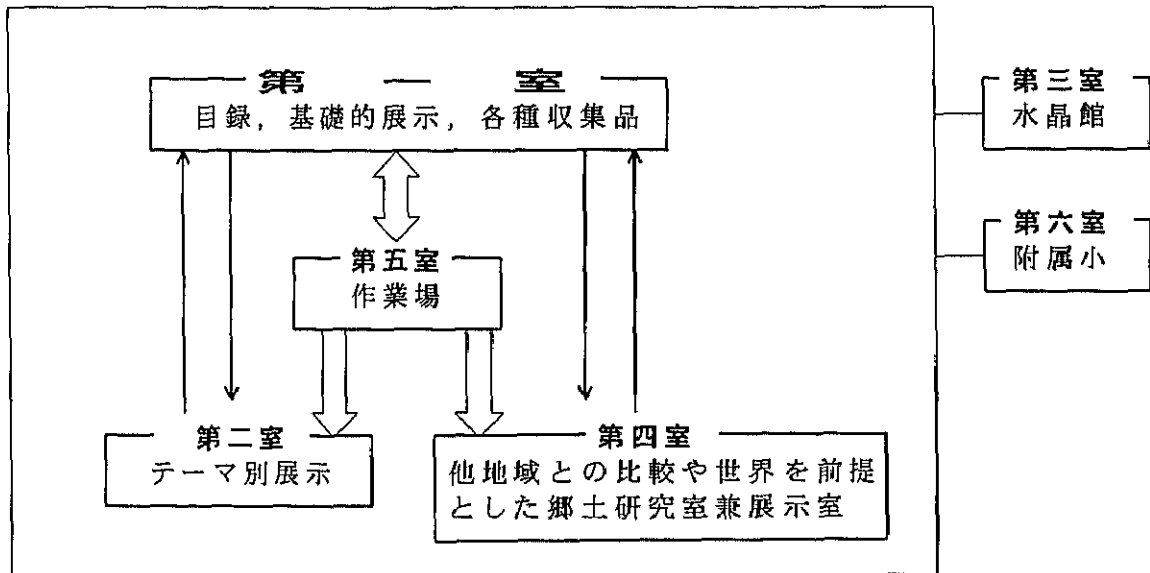 第一室
目録，基礎的展示，各種収集品
第三室
水晶館
第六室
附属小
第五室
作業場
第二室
テーマ別展示
第四室
他地域との比較や世界を前提
とした郷土研究室兼展示室